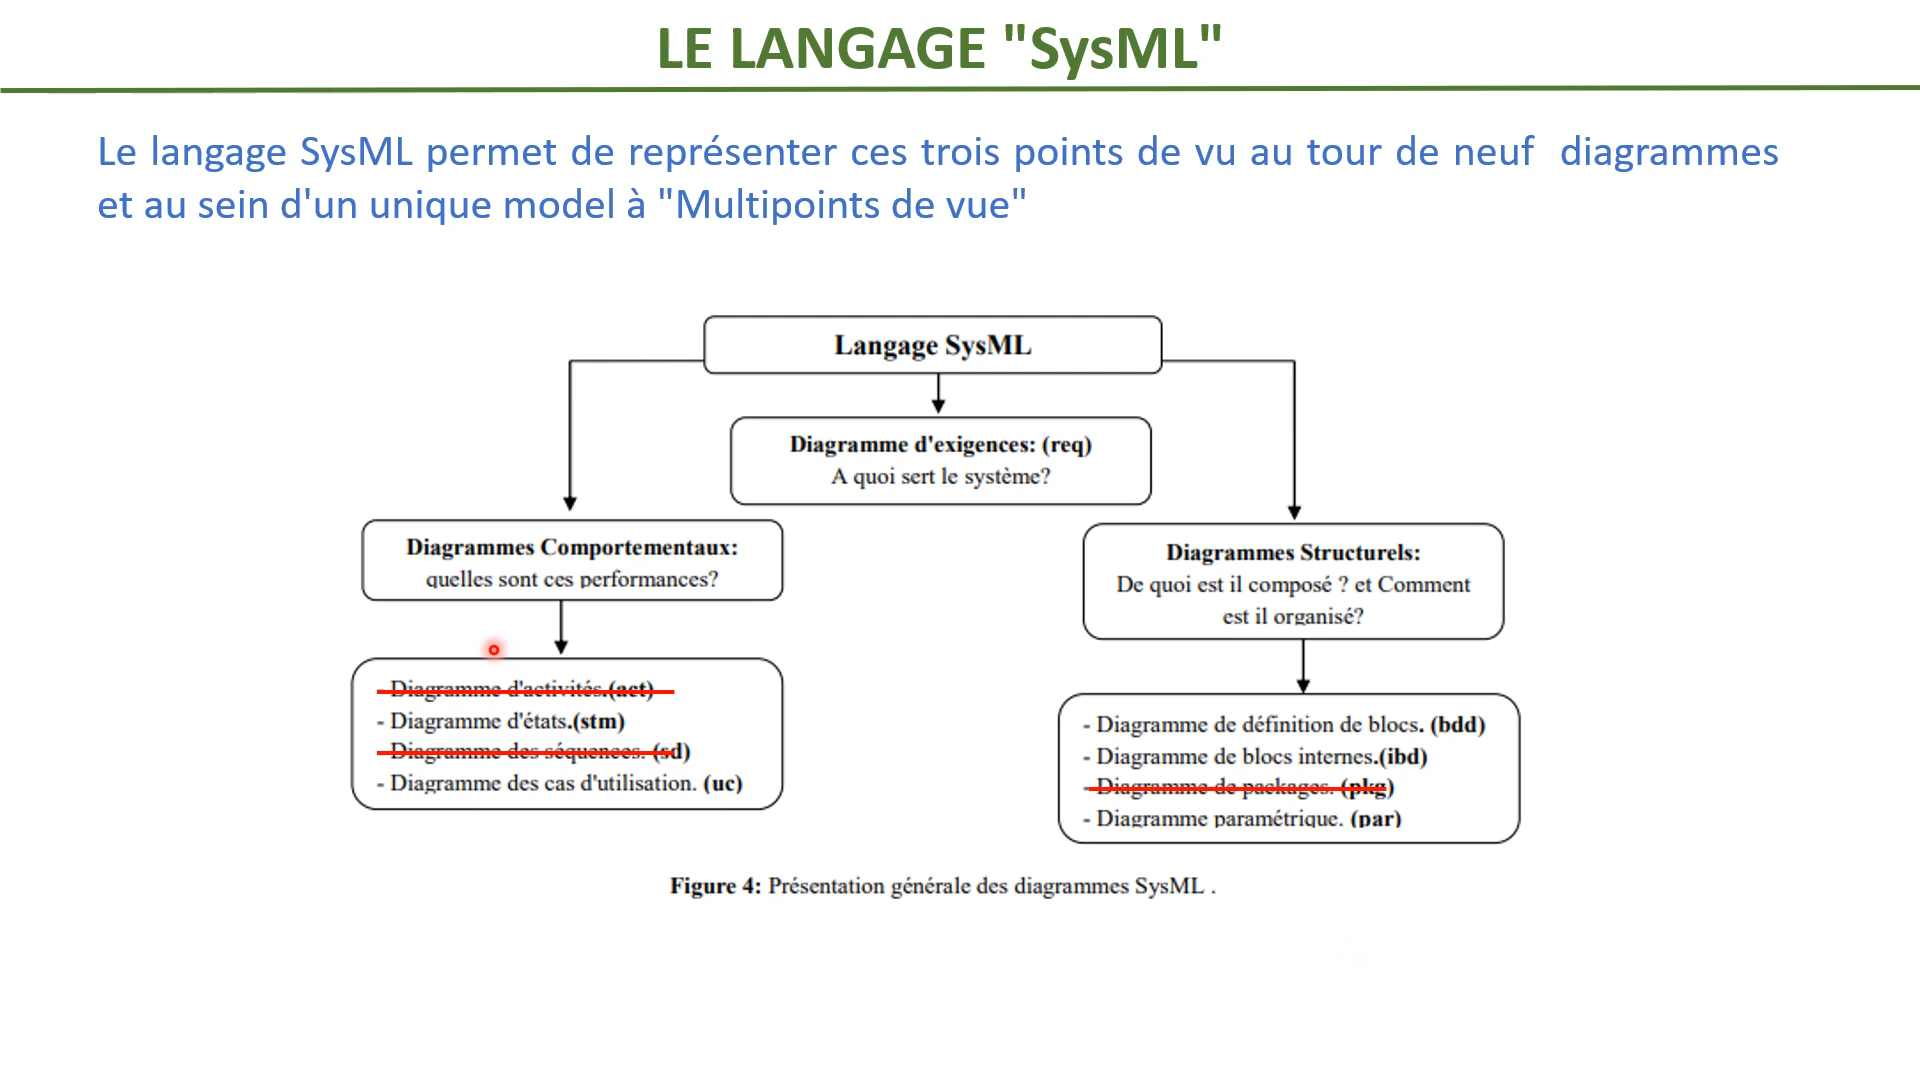 LE LANGAGE "SysML"
Le langage SysML permet de représenter ces trois points de vu au tour de neuf diagrammes
et au sein d'un unique model à "Multipoints de vue"
Langage SysML
Diagramme d'exigences: (req)
A quoi sert le système?
Diagrammes Comportementaux:
quelles sont ces performances?
Diagrammes Structurels:
De quoi est il composé ? et Comment
est il organisé?
- Diagramme d'activités.(act)
- Diagramme d'états.(stm)
- Diagramme des séquences. (sd)
- Diagramme des cas d'utilisation. (uc)
- Diagramme de définition de blocs. (bdd)
- Diagramme de blocs internes.(ibd)
- Diagramme de packages. (pkg)
- Diagramme paramétrique. (par)
Figure 4: Présentation générale des diagrammes SysML .